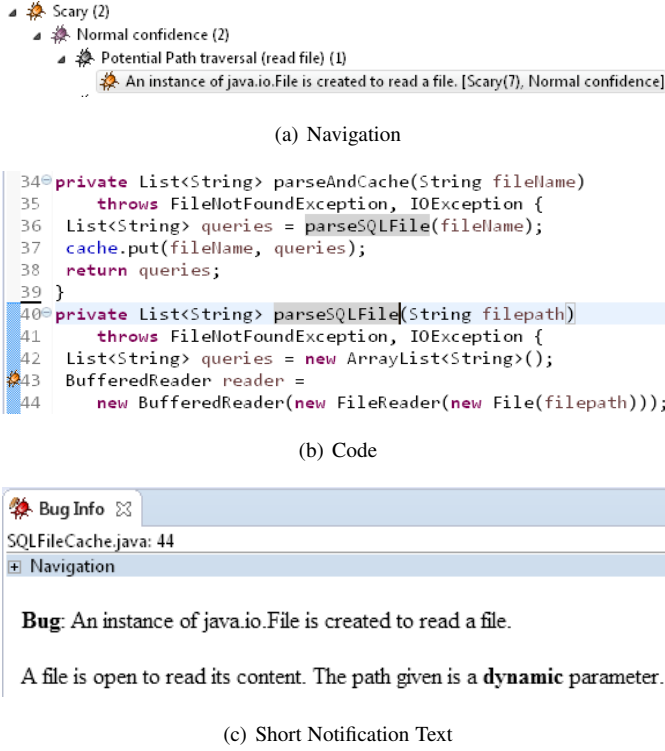 Scary (2)
Normal confidence (2)
Potential Path traversal (read file) (1)
An instance of java.io.File is created to read a file. [Scary(7), Normal confidence]
(a) Navigation
34 private List<String> parseAndCache(String fileName)
35 throws FileNotFoundException, IOException {
36 List<String> queries = parseSQLFile(fileName);
37 cache.put(fileName, queries);
38 return queries;
39 }
40 private List<String> parseSQLFile(String filepath)
41 throws FileNotFoundException, IOException {
42 List<String> queries = new ArrayList<String>();
43 BufferedReader reader =
44 new BufferedReader(new FileReader(new File(filepath)));
(b) Code
Bug Info
SQLFileCache.java: 44
Navigation
Bug: An instance of java.io.File is created to read a file.
A file is open to read its content. The path given is a dynamic parameter.
(c) Short Notification Text